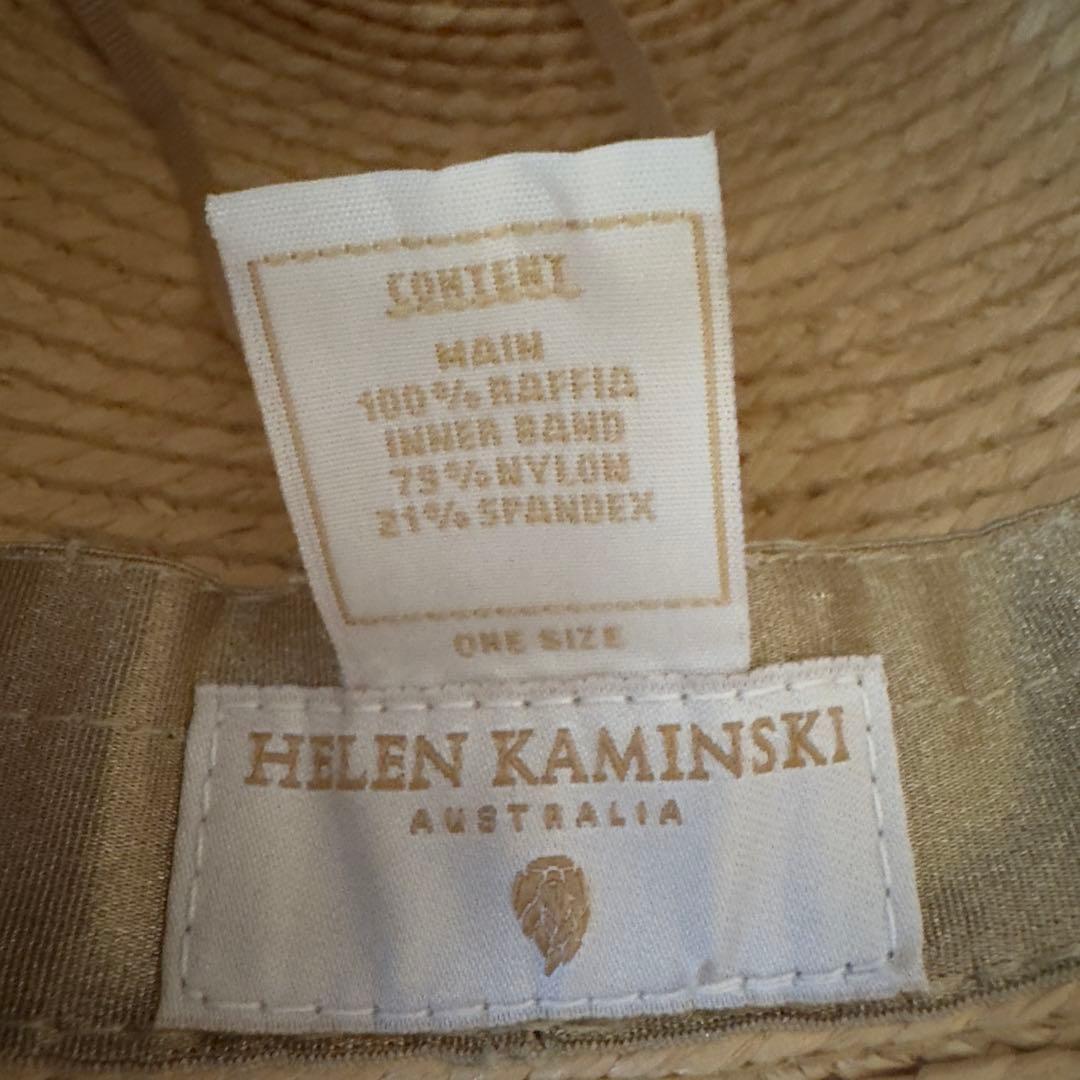 CONTENT
MAIN
100% RAFFIA
INNER BAND
79% NYLON
21% SPANDEX
ONE SIZE
HELEN KAMINSKI
AUSTRALIA